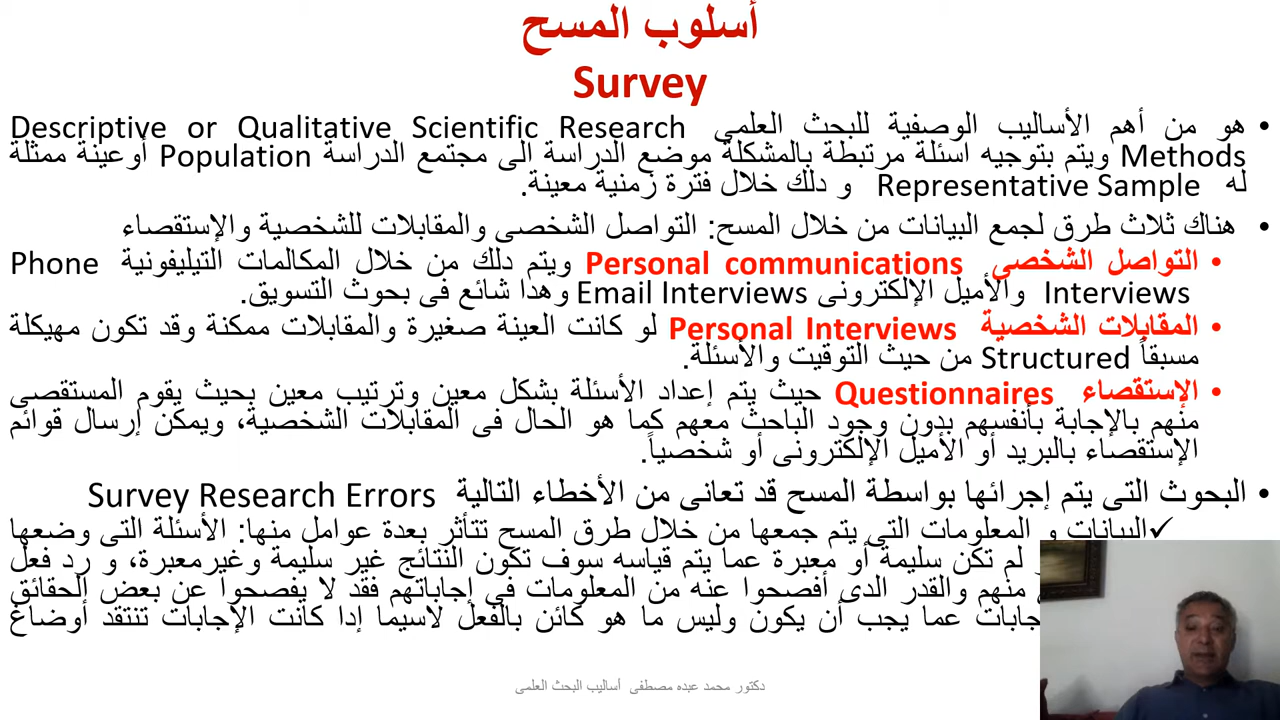 أسلوب المسح
Survey
• هو من أهم الأساليب الوصفية للبحث العلمى Descriptive or Qualitative Scientific Research
Methods ويتم بتوجيه اسئلة مرتبطة بالمشكلة موضع الدراسة الى مجتمع الدراسة Population أوعينة ممثلة
له Representative Sample و دلك خلال فترة زمنية معينة.
• هناك ثلاث طرق لجمع البيانات من خلال المسح: التواصل الشخصى والمقابلات للشخصية والإستقصاء
• التواصل الشخصى Personal communications ويتم دلك من خلال المكالمات التيليفونية Phone
Interviews والأميل الإلكترونى Email Interviews وهدا شائع فى بحوث التسويق.
• المقابلات الشخصية Personal Interviews لو كانت العينة صغيرة والمقابلات ممكنة وقد تكون مهيكلة
مسبقاً Structured من حيث التوقيت والأسئلة.
• الإستقصاء Questionnaires حيث يتم إعداد الأسئلة بشكل معين وترتيب معين بحيث يقوم المستقصى
منهم بالإجابة بأنفسهم بدون وجود الباحث معهم كما هو الحال فى المقابلات الشخصية، ويمكن إرسال قوائم
الإستقصاء بالبريد أو الأميل الإلكترونى أو شخصياً.
• البحوث التى يتم إجرائها بواسطة المسح قد تعانى من الأخطاء التالية Survey Research Errors
✓البيانات و المعلومات التى يتم جمعها من خلال طرق المسح تتأثر بعدة عوامل منها: الأسئلة التى وضعها
لم تكن سليمة أو معبرة عما يتم قياسه سوف تكون النتائج غير سليمة وغيرمعبرة، و رد فعل
منهم والقدر الدى أفصحوا عنه من المعلومات في إجاباتهم فقد لا يفصحوا عن بعض الحقائق
عما يجب أن يكون وليس ما هو كائن بالفعل لاسيما إدا كانت الإجابات تنتقد أوضاع
دكتور محمد عبده مصطفى أساليب البحث العلمى